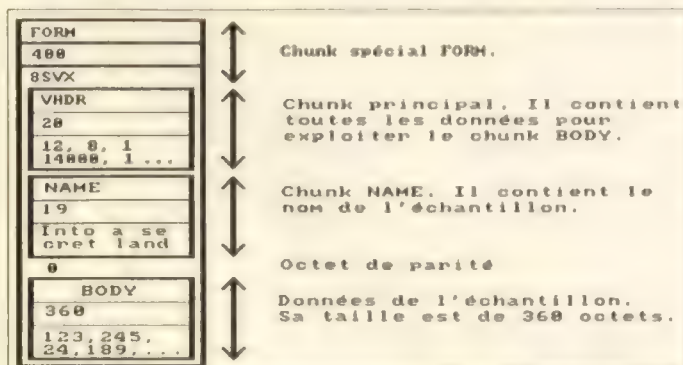 FORM
400
8SVX
Chunk spécial FORM.
VHDR
20
12, 8, 1
14000, 1 ...
Chunk principal. Il contient
toutes les données pour
exploiter le chunk BODY.
NAME
19
Into a se
cret land
Chunk NAME. Il contient le
nom de l'échantillon.
0
Octet de parité
BODY
360
123,245,
24,189,...
Données de l'échantillon.
Sa taille est de 360 octets.